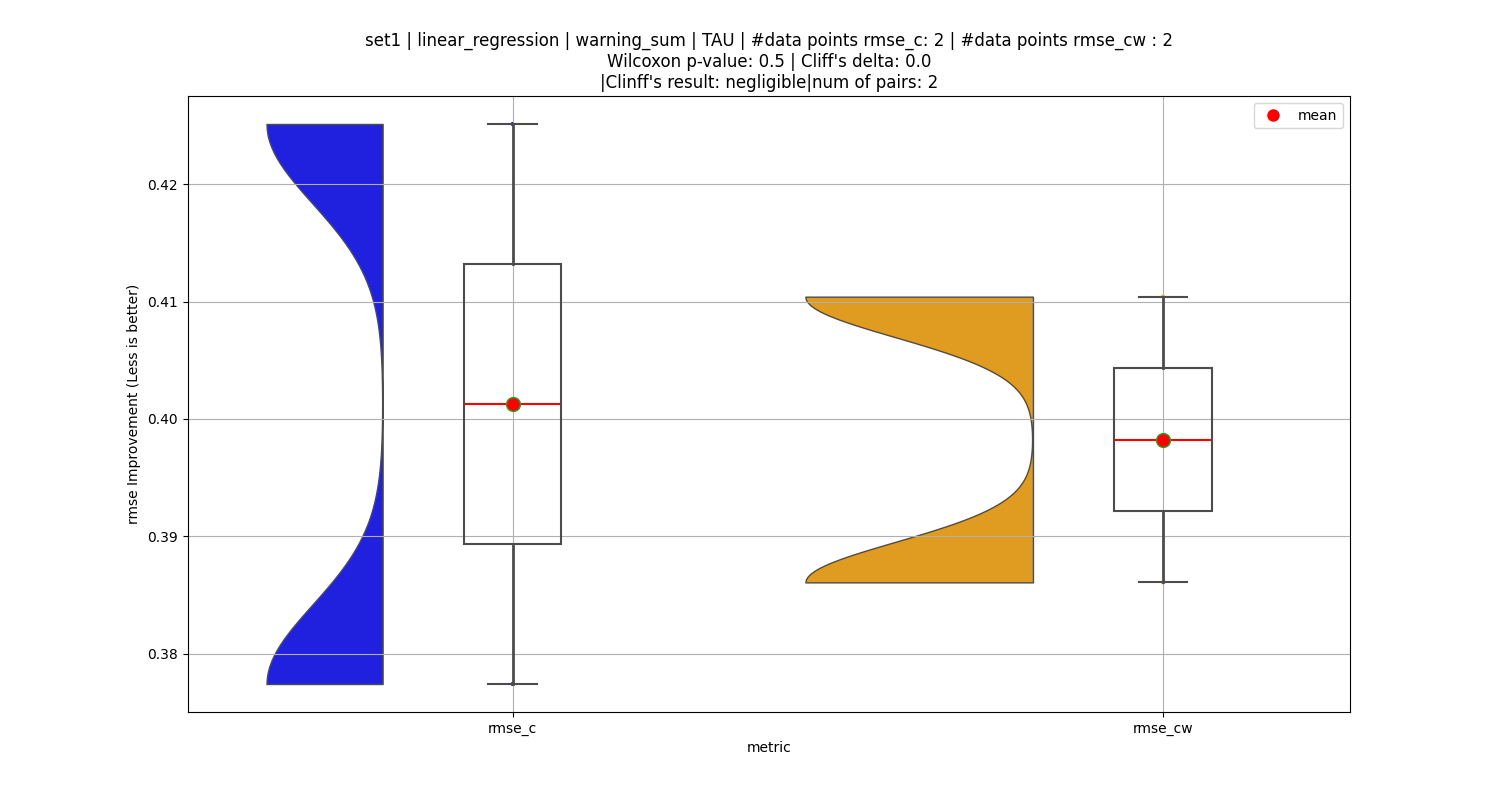 set1 | linear_regression | warning_sum | TAU | #data points rmse_c: 2 | #data points rmse_cw : 2
Wilcoxon p-value: 0.5 | Cliff's delta: 0.0
|Clinff's result: negligible|num of pairs: 2
mean
0.42
0.41
0.40
0.39
0.38
rmse Improvement (Less is better)
rmse_c
rmse_cw
metric